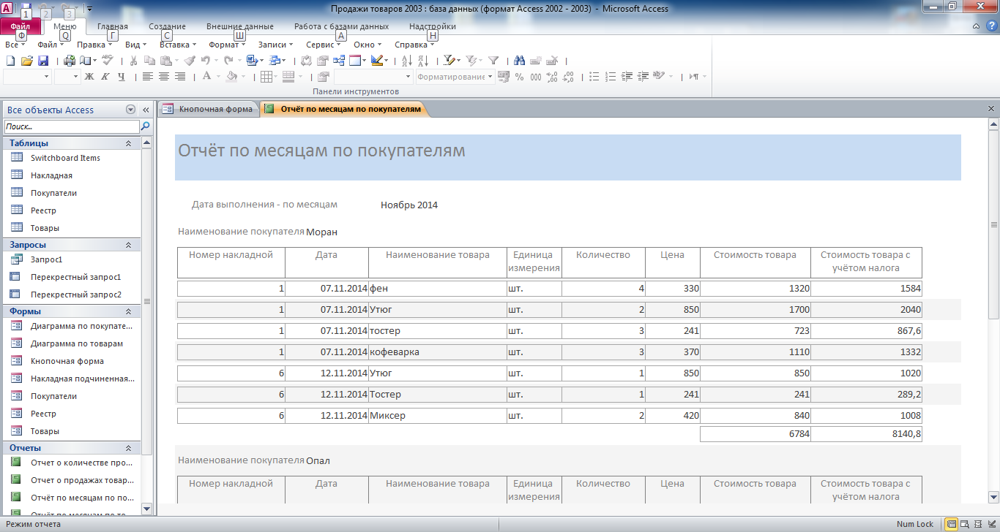 Продажи товаров 2003 : база данных (формат Access 2002 - 2003) - Microsoft Access
1 2 3
Файл Меню Главная Создание Внешние данные Работа с базами данных Надстройки
Ф Q Г С Ш А Н
Все Файл Правка Вид Вставка Формат Записи Сервис Окно Справка
Ж К Ч А Форматирование % 000
Панели инструментов
Все объекты Access
Поиск...
Таблицы
Switchboard Items
Накладная
Покупатели
Реестр
Товары
Запросы
Запрос1
Перекрестный запрос1
Перекрестный запрос2
Формы
Диаграмма по покупате...
Диаграмма по товарам
Кнопочная форма
Накладная подчиненная...
Покупатели
Реестр
Товары
Отчеты
Отчет о количестве про...
Отчет о продажах товар...
Отчёт по месяцам по по...
Отчёт по месяцам по то...
Кнопочная форма Отчёт по месяцам по покупателям
Отчёт по месяцам по покупателям
Дата выполнения - по месяцам Ноябрь 2014
Наименование покупателя Моран
Номер накладной Дата Наименование товара Единица измерения Количество Цена Стоимость товара Стоимость товара с учётом налога
1 07.11.2014 фен шт. 4 330 1320 1584
1 07.11.2014 Утюг шт. 2 850 1700 2040
1 07.11.2014 тостер шт. 3 241 723 867,6
1 07.11.2014 кофеварка шт. 3 370 1110 1332
6 12.11.2014 Утюг шт. 1 850 850 1020
6 12.11.2014 Тостер шт. 1 241 241 289,2
6 12.11.2014 Миксер шт. 2 420 840 1008
6784 8140,8
Наименование покупателя Опал
Номер накладной Дата Наименование товара Единица измерения Количество Цена Стоимость товара Стоимость товара с учётом налога
Режим отчета Num Lock